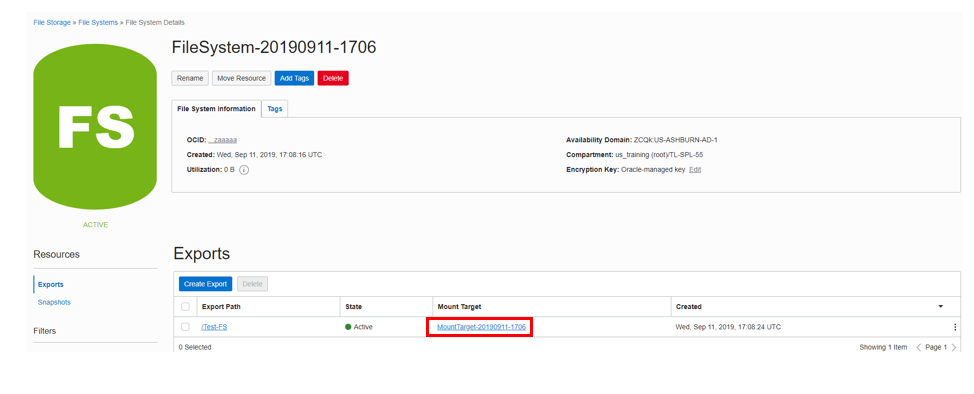 File Storage » File Systems » File System Details
FS
ACTIVE
FileSystem-20190911-1706
Rename Move Resource Add Tags Delete
File System Information Tags
OCID: ...zaaaaa
Created: Wed, Sep 11, 2019, 17:08:16 UTC
Utilization: 0 B i
Availability Domain: ZCQk:US-ASHBURN-AD-1
Compartment: us_training (root)/TL-SPL-55
Encryption Key: Oracle-managed key Edit
Resources
Exports
Snapshots
Filters
Exports
Create Export Delete
Export Path State Mount Target Created
/Test-FS Active MountTarget-20190911-1706 Wed, Sep 11, 2019, 17:08:24 UTC
0 Selected Showing 1 Item Page 1